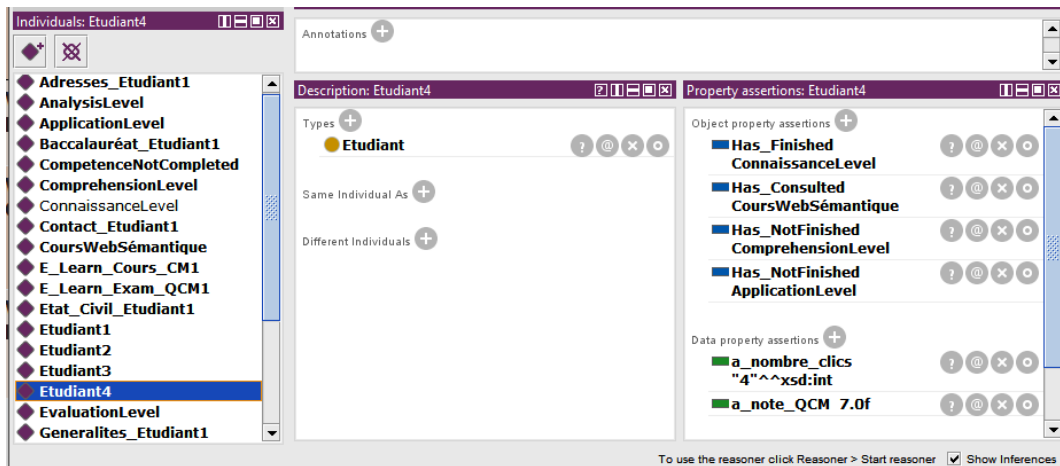 Individuals: Etudiant4
Adresses_Etudiant1
AnalysisLevel
ApplicationLevel
Baccalauréat_Etudiant1
CompetenceNotCompleted
ComprehensionLevel
ConnaissanceLevel
Contact_Etudiant1
CoursWebSémantique
E_Learn_Cours_CM1
E_Learn_Exam_QCM1
Etat_Civil_Etudiant1
Etudiant1
Etudiant2
Etudiant3
Etudiant4
EvaluationLevel
Generalites_Etudiant1
Annotations
Description: Etudiant4
Types
Etudiant
Same Individual As
Different Individuals
Property assertions: Etudiant4
Object property assertions
Has_Finished
ConnaissanceLevel
Has_Consulted
CoursWebSémantique
Has_NotFinished
ComprehensionLevel
Has_NotFinished
ApplicationLevel
Data property assertions
a_nombre_clics
"4"^^xsd:int
a_note_QCM 7.0f
To use the reasoner click Reasoner > Start reasoner Show Inferences